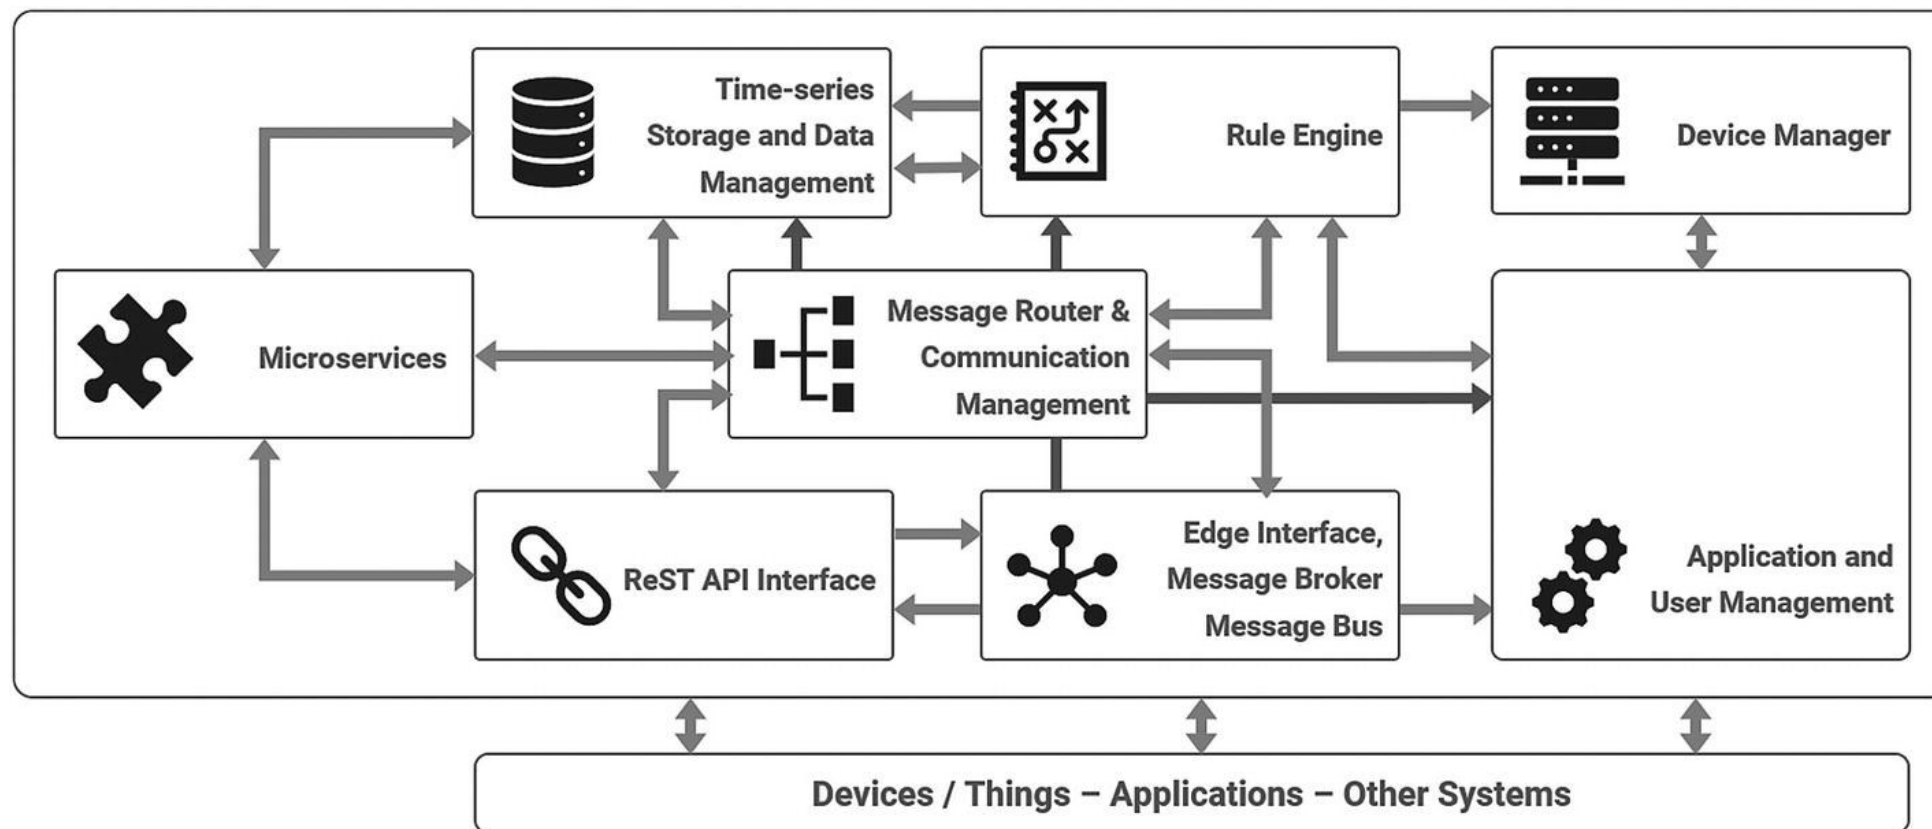 Time-series
Storage and Data
Management
Rule Engine
Device Manager
Microservices
Message Router &
Communication
Management
ReST API Interface
Edge Interface,
Message Broker
Message Bus
Application and
User Management
Devices / Things – Applications – Other Systems